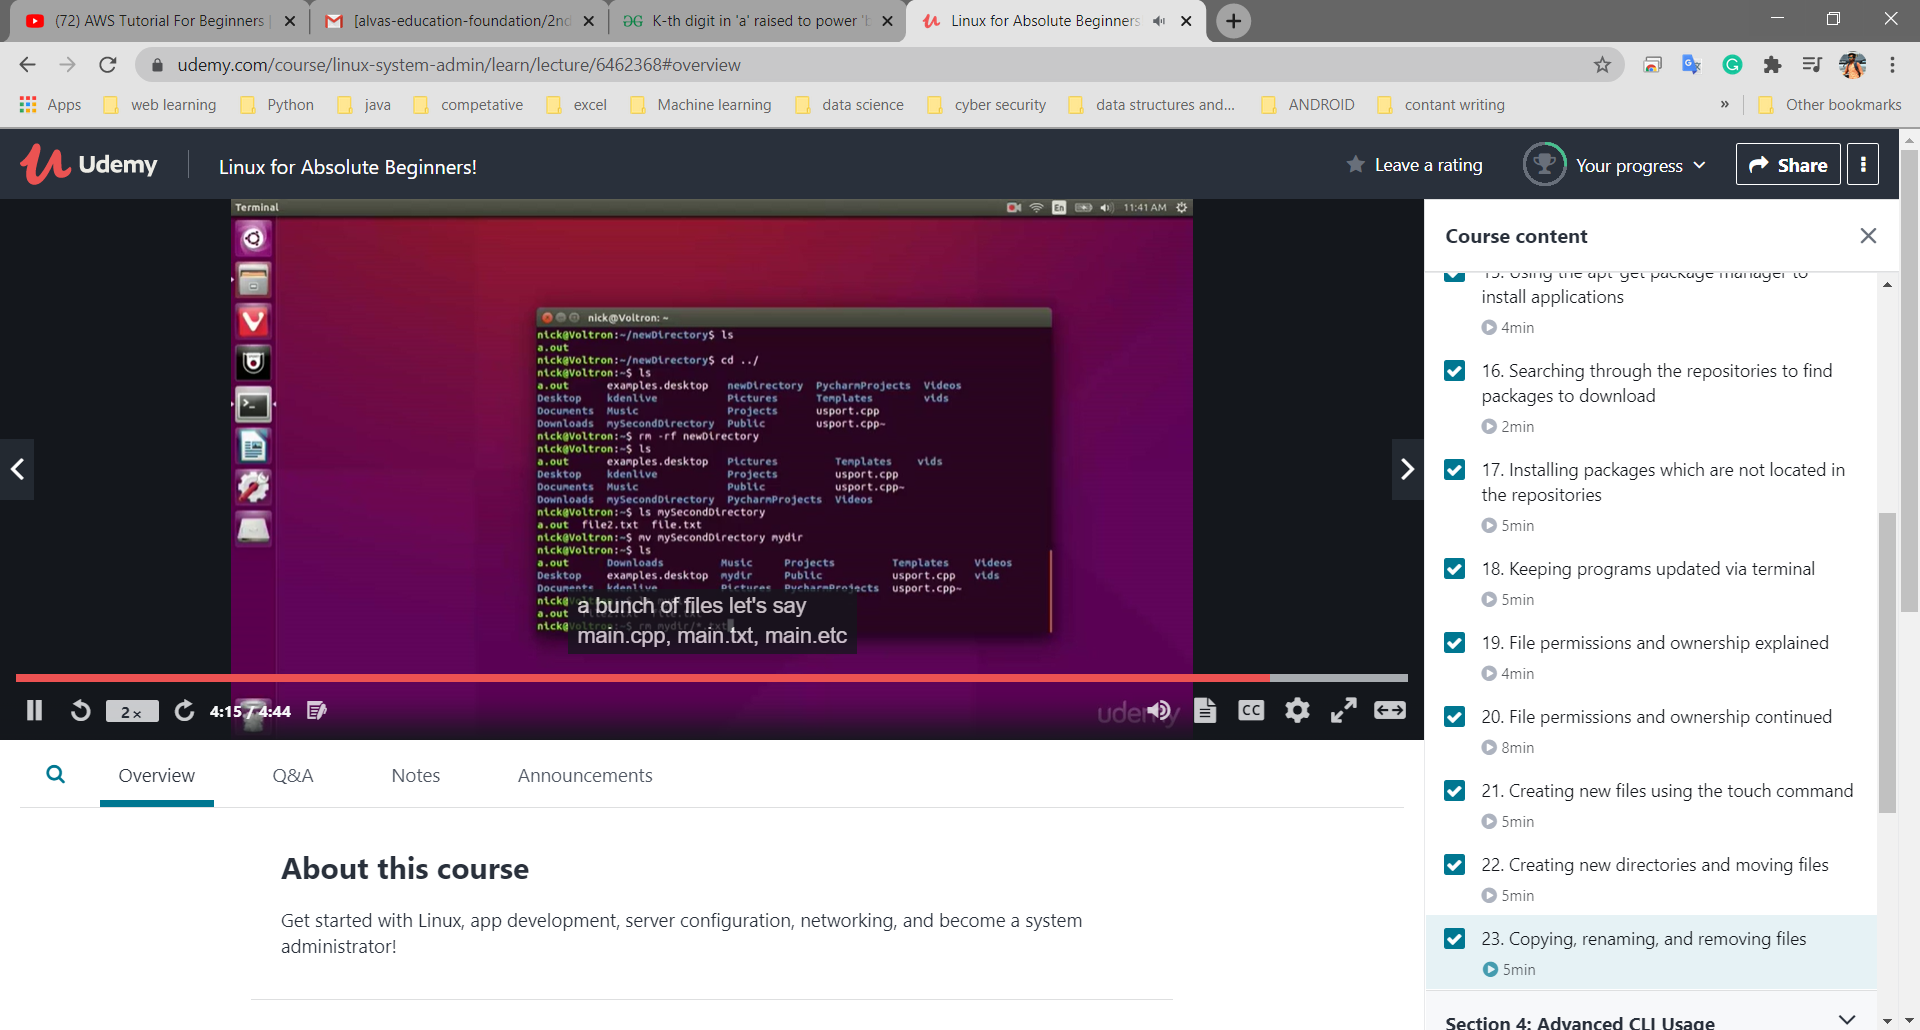 (72) AWS Tutorial For Beginners |
[alvas-education-foundation/2nd
K-th digit in 'a' raised to power 'b
Linux for Absolute Beginners
udemy.com/course/linux-system-admin/learn/lecture/6462368#overview
Apps web learning Python java competative excel Machine learning data science cyber security data structures and... ANDROID contant writing » Other bookmarks
Udemy Linux for Absolute Beginners! Leave a rating Your progress Share
Terminal En 11:41 AM
nick@Voltron: ~
nick@Voltron:~/newDirectory$ ls
a.out
nick@Voltron:~/newDirectory$ cd ../
nick@Voltron:~$ ls
a.out examples.desktop newDirectory PycharmProjects Videos
Desktop kdenlive Pictures Templates vids
Documents Music Projects usport.cpp
Downloads mySecondDirectory Public usport.cpp~
nick@Voltron:~$ rm -rf newDirectory
nick@Voltron:~$ ls
a.out examples.desktop Pictures Templates vids
Desktop kdenlive Projects usport.cpp
Documents Music Public usport.cpp~
Downloads mySecondDirectory PycharmProjects Videos
nick@Voltron:~$ ls mySecondDirectory
a.out file2.txt file.txt
nick@Voltron:~$ mv mySecondDirectory mydir
nick@Voltron:~$ ls
a.out Downloads Music Projects Templates Videos
Desktop examples.desktop mydir Public usport.cpp vids
Documents kdenlive Pictures PycharmProjects usport.cpp~
a.out
nick@Voltron:~$ rm mydir/*.txt
a bunch of files let's say
main.cpp, main.txt, main.etc
2x 4:15 / 4:44 udemy CC
Overview Q&A Notes Announcements
About this course
Get started with Linux, app development, server configuration, networking, and become a system
administrator!
Course content
15. Using the apt-get package manager to
install applications
4min
16. Searching through the repositories to find
packages to download
2min
17. Installing packages which are not located in
the repositories
5min
18. Keeping programs updated via terminal
5min
19. File permissions and ownership explained
4min
20. File permissions and ownership continued
8min
21. Creating new files using the touch command
5min
22. Creating new directories and moving files
5min
23. Copying, renaming, and removing files
5min
Section 4: Advanced CLI Usage